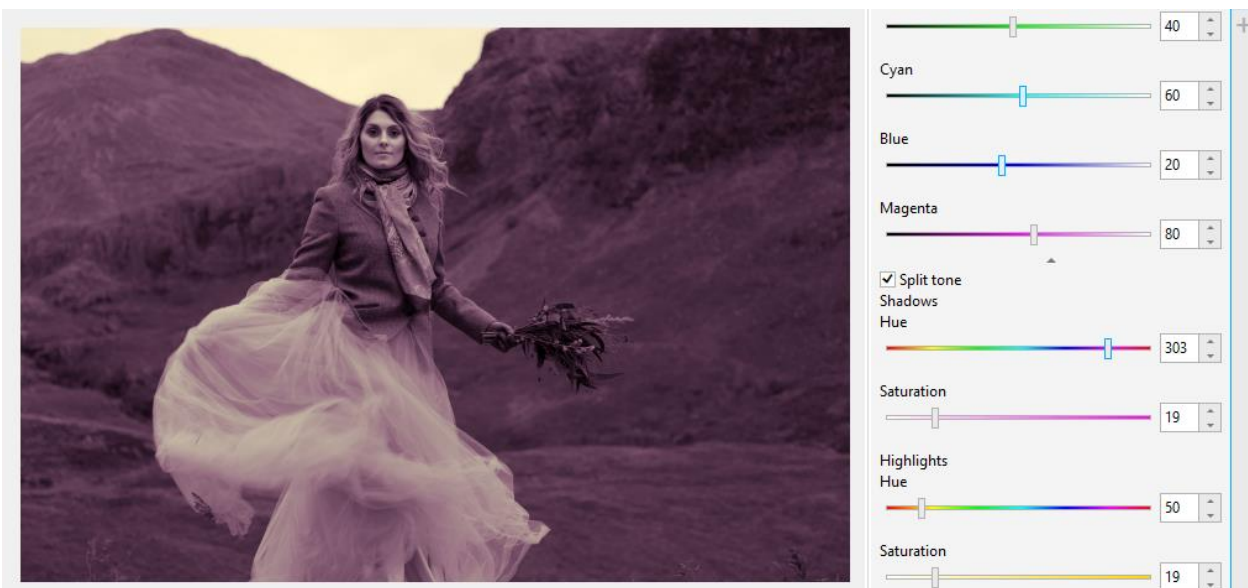 40
Cyan
60
Blue
20
Magenta
80
Split tone
Shadows
Hue
303
Saturation
19
Highlights
Hue
50
Saturation
19